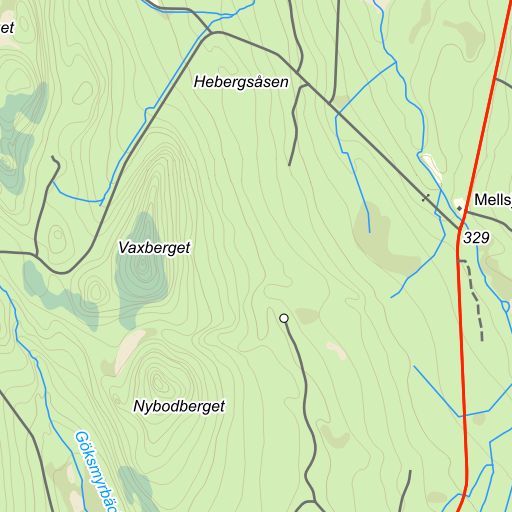 et
Hebergsåsen
Mells
329
Vaxberget
Nybodberget
Göksmyrbäc